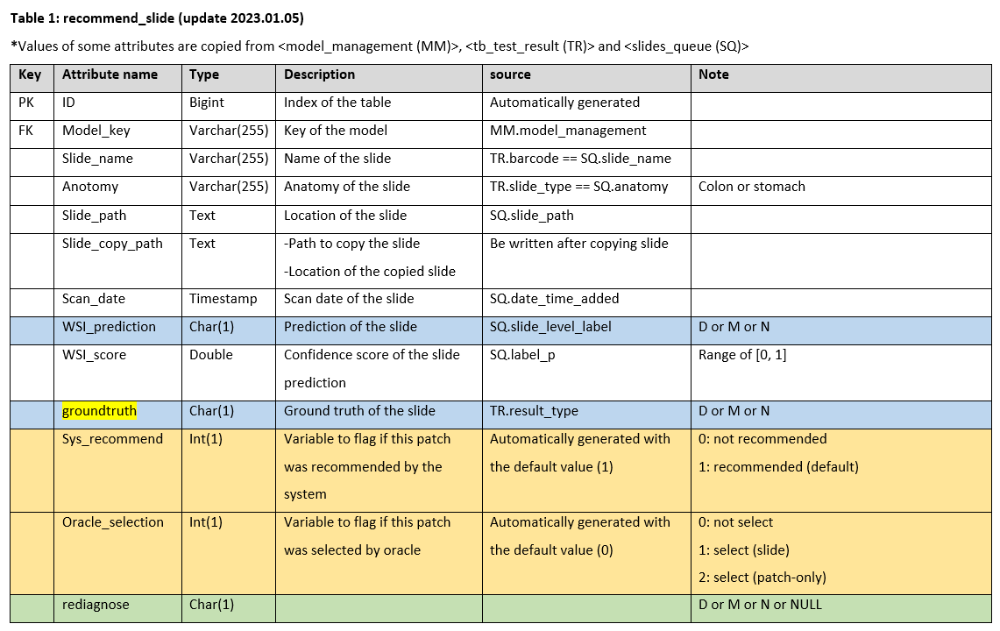 Table 1: recommend_slide (update 2023.01.05)
*Values of some attributes are copied from <model_management (MM)>, <tb_test_result (TR)> and <slides_queue (SQ)>
Key Attribute name Type Description source Note
PK ID Bigint Index of the table Automatically generated
FK Model_key Varchar(255) Key of the model MM.model_management
Slide_name Varchar(255) Name of the slide TR.barcode == SQ.slide_name
Anotomy Varchar(255) Anatomy of the slide TR.slide_type == SQ.anatomy Colon or stomach
Slide_path Text Location of the slide SQ.slide_path
Slide_copy_path Text -Path to copy the slide Be written after copying slide
-Location of the copied slide
Scan_date Timestamp Scan date of the slide SQ.date_time_added
WSI_prediction Char(1) Prediction of the slide SQ.slide_level_label D or M or N
WSI_score Double Confidence score of the slide SQ.label_p Range of [0, 1]
prediction
groundtruth Char(1) Ground truth of the slide TR.result_type D or M or N
Sys_recommend Int(1) Variable to flag if this patch Automatically generated with 0: not recommended
was recommended by the the default value (1) 1: recommended (default)
system
Oracle_selection Int(1) Variable to flag if this patch Automatically generated with 0: not select
was selected by oracle the default value (0) 1: select (slide)
2: select (patch-only)
rediagnose Char(1) D or M or N or NULL